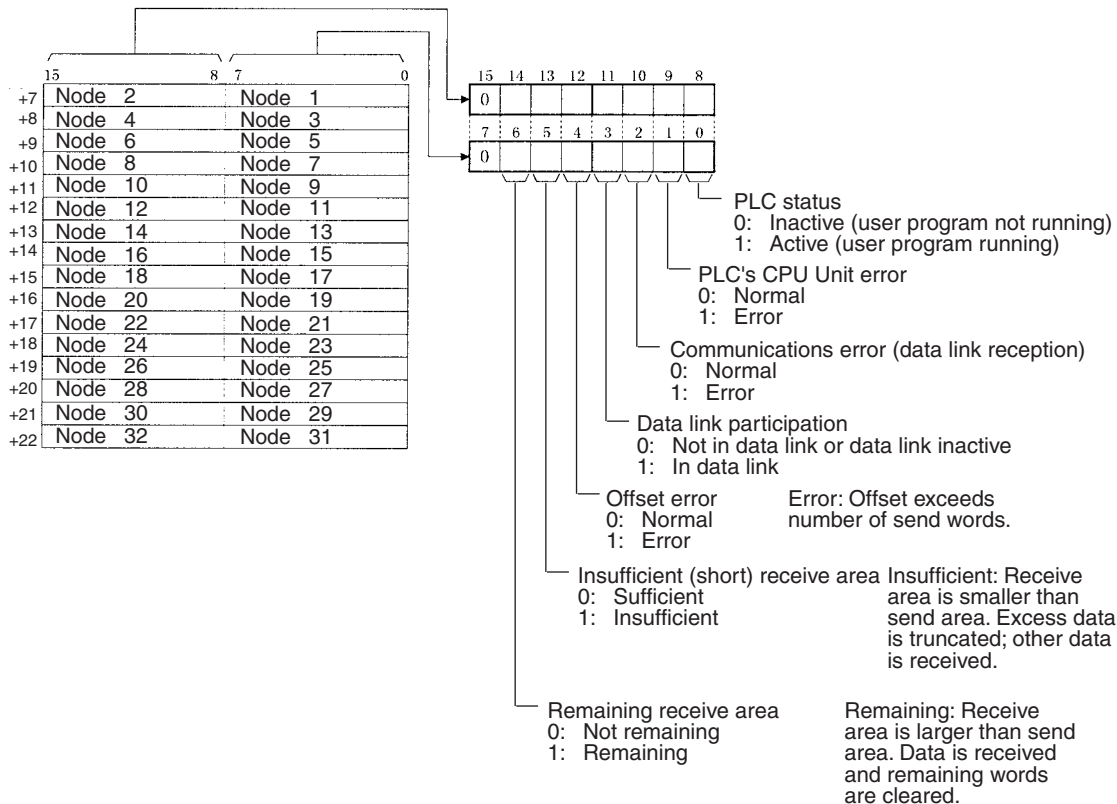 15 8 7 0
+7 Node 2 Node 1
+8 Node 4 Node 3
+9 Node 6 Node 5
+10 Node 8 Node 7
+11 Node 10 Node 9
+12 Node 12 Node 11
+13 Node 14 Node 13
+14 Node 16 Node 15
+15 Node 18 Node 17
+16 Node 20 Node 19
+17 Node 22 Node 21
+18 Node 24 Node 23
+19 Node 26 Node 25
+20 Node 28 Node 27
+21 Node 30 Node 29
+22 Node 32 Node 31
15 14 13 12 11 10 9 8
0
7 6 5 4 3 2 1 0
0
PLC status
0: Inactive (user program not running)
1: Active (user program running)
PLC's CPU Unit error
0: Normal
1: Error
Communications error (data link reception)
0: Normal
1: Error
Data link participation
0: Not in data link or data link inactive
1: In data link
Offset error
0: Normal
1: Error
Error: Offset exceeds
number of send words.
Insufficient (short) receive area
0: Sufficient
1: Insufficient
Insufficient: Receive
area is smaller than
send area. Excess data
is truncated; other data
is received.
Remaining receive area
0: Not remaining
1: Remaining
Remaining: Receive
area is larger than send
area. Data is received
and remaining words
are cleared.